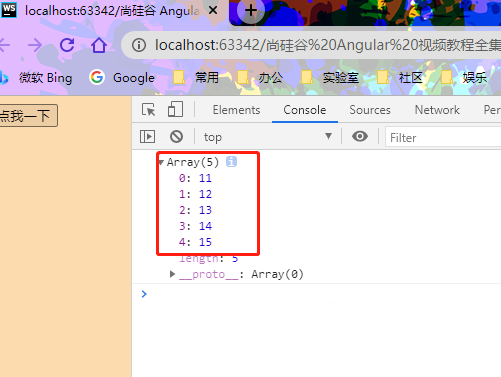 WS localhost:63342/尚硅谷 Angular
localhost:63342/尚硅谷%20Angular%20视频教程全集
微软 Bing Google 常用 办公 实验室 社区 娱乐
点我一下
Elements Console Sources Network Per
top Filter
Array(5) i
0: 11
1: 12
2: 13
3: 14
4: 15
length: 5
__proto__: Array(0)